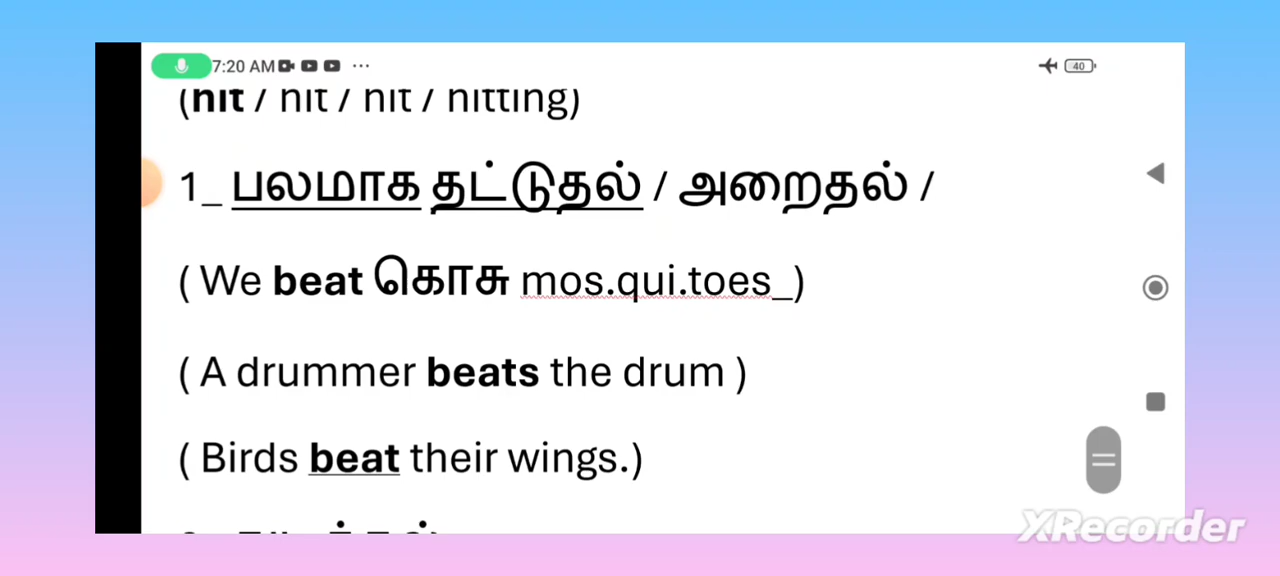 7:20 AM ...
40
(hit / hit / hit / hitting)
1_ பலமாக தட்டுதல் / அறைதல் /
( We beat கொசு mos.qui.toes_)
( A drummer beats the drum )
( Birds beat their wings.)
XRecorder